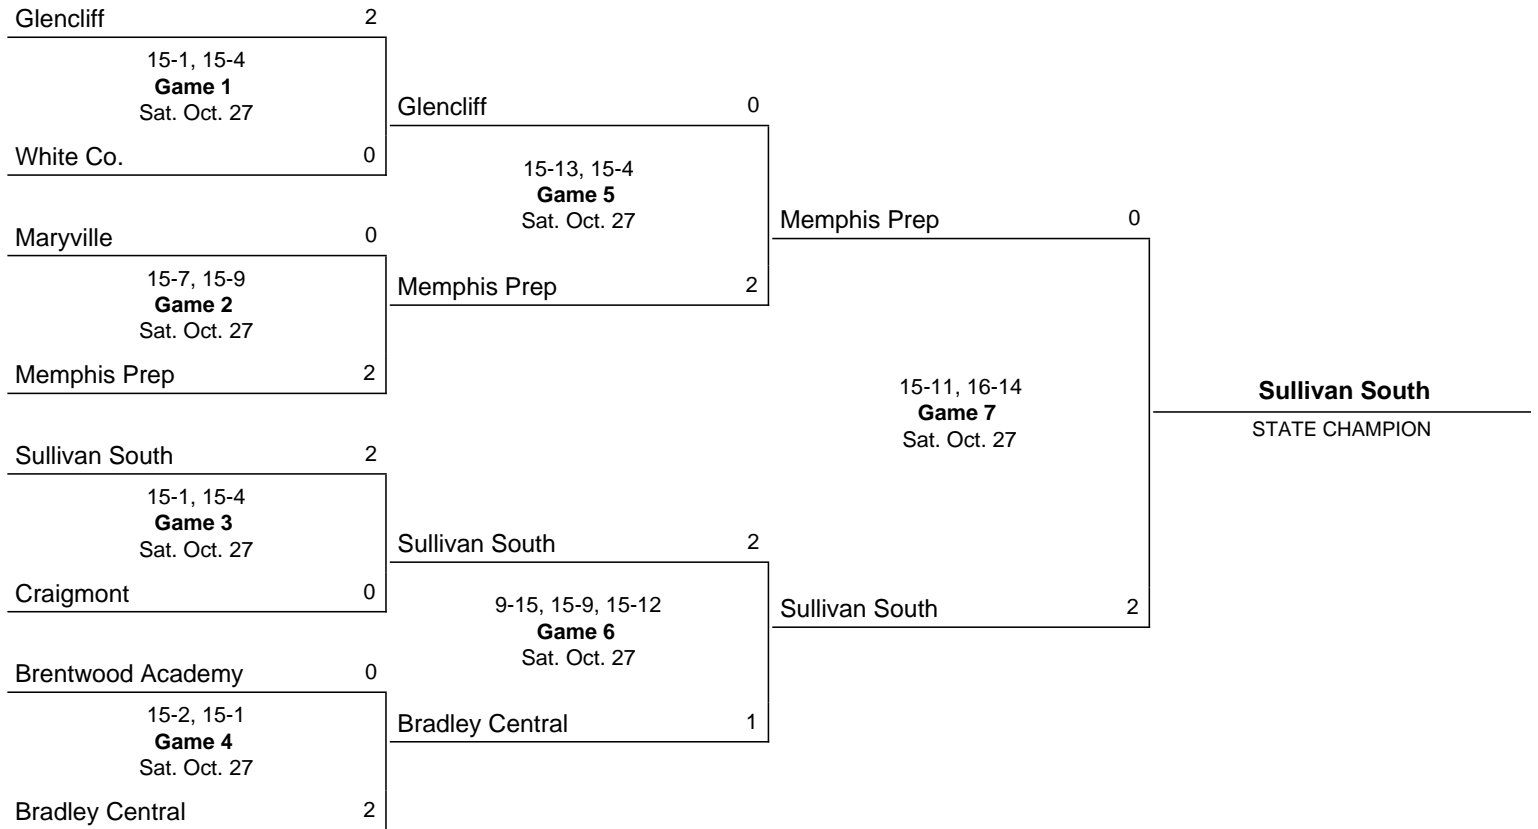 Glencliff 2
15-1, 15-4
Game 1
Sat. Oct. 27
White Co. 0
Maryville 0
15-7, 15-9
Game 2
Sat. Oct. 27
Memphis Prep 2
Sullivan South 2
15-1, 15-4
Game 3
Sat. Oct. 27
Craigmont 0
Brentwood Academy 0
15-2, 15-1
Game 4
Sat. Oct. 27
Bradley Central 2
Glencliff 0
15-13, 15-4
Game 5
Sat. Oct. 27
Memphis Prep 2
Sullivan South 2
9-15, 15-9, 15-12
Game 6
Sat. Oct. 27
Bradley Central 1
Memphis Prep 0
15-11, 16-14
Game 7
Sat. Oct. 27
Sullivan South 2
Sullivan South
STATE CHAMPION